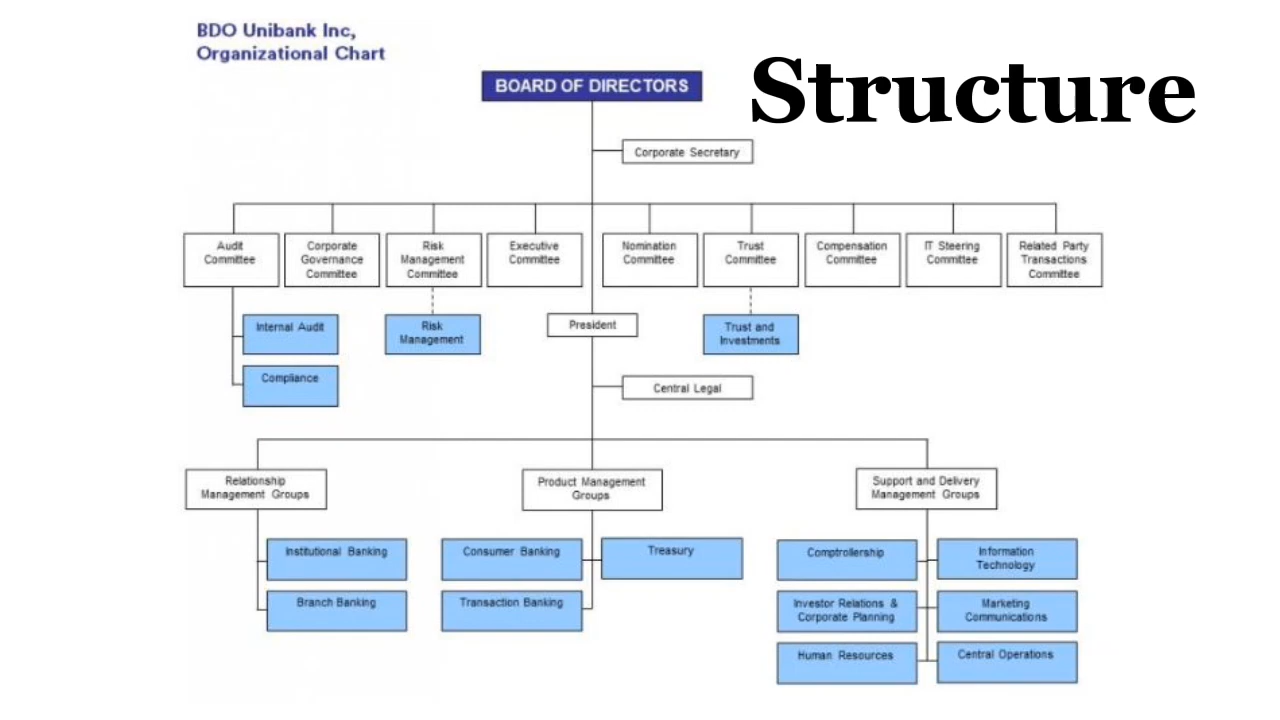 BDO Unibank Inc,
Organizational Chart
Structure
BOARD OF DIRECTORS
Corporate Secretary
Audit
Committee
Corporate
Governance
Committee
Risk
Management
Committee
Executive
Committee
Nomination
Committee
Trust
Committee
Compensation
Committee
IT Steering
Committee
Related Party
Transactions
Committee
Internal Audit
Risk
Management
President
Trust and
Investments
Compliance
Central Legal
Relationship
Management Groups
Product Management
Groups
Support and Delivery
Management Groups
Institutional Banking
Consumer Banking
Treasury
Comptrollership
Information
Technology
Branch Banking
Transaction Banking
Investor Relations &
Corporate Planning
Marketing
Communications
Human Resources
Central Operations